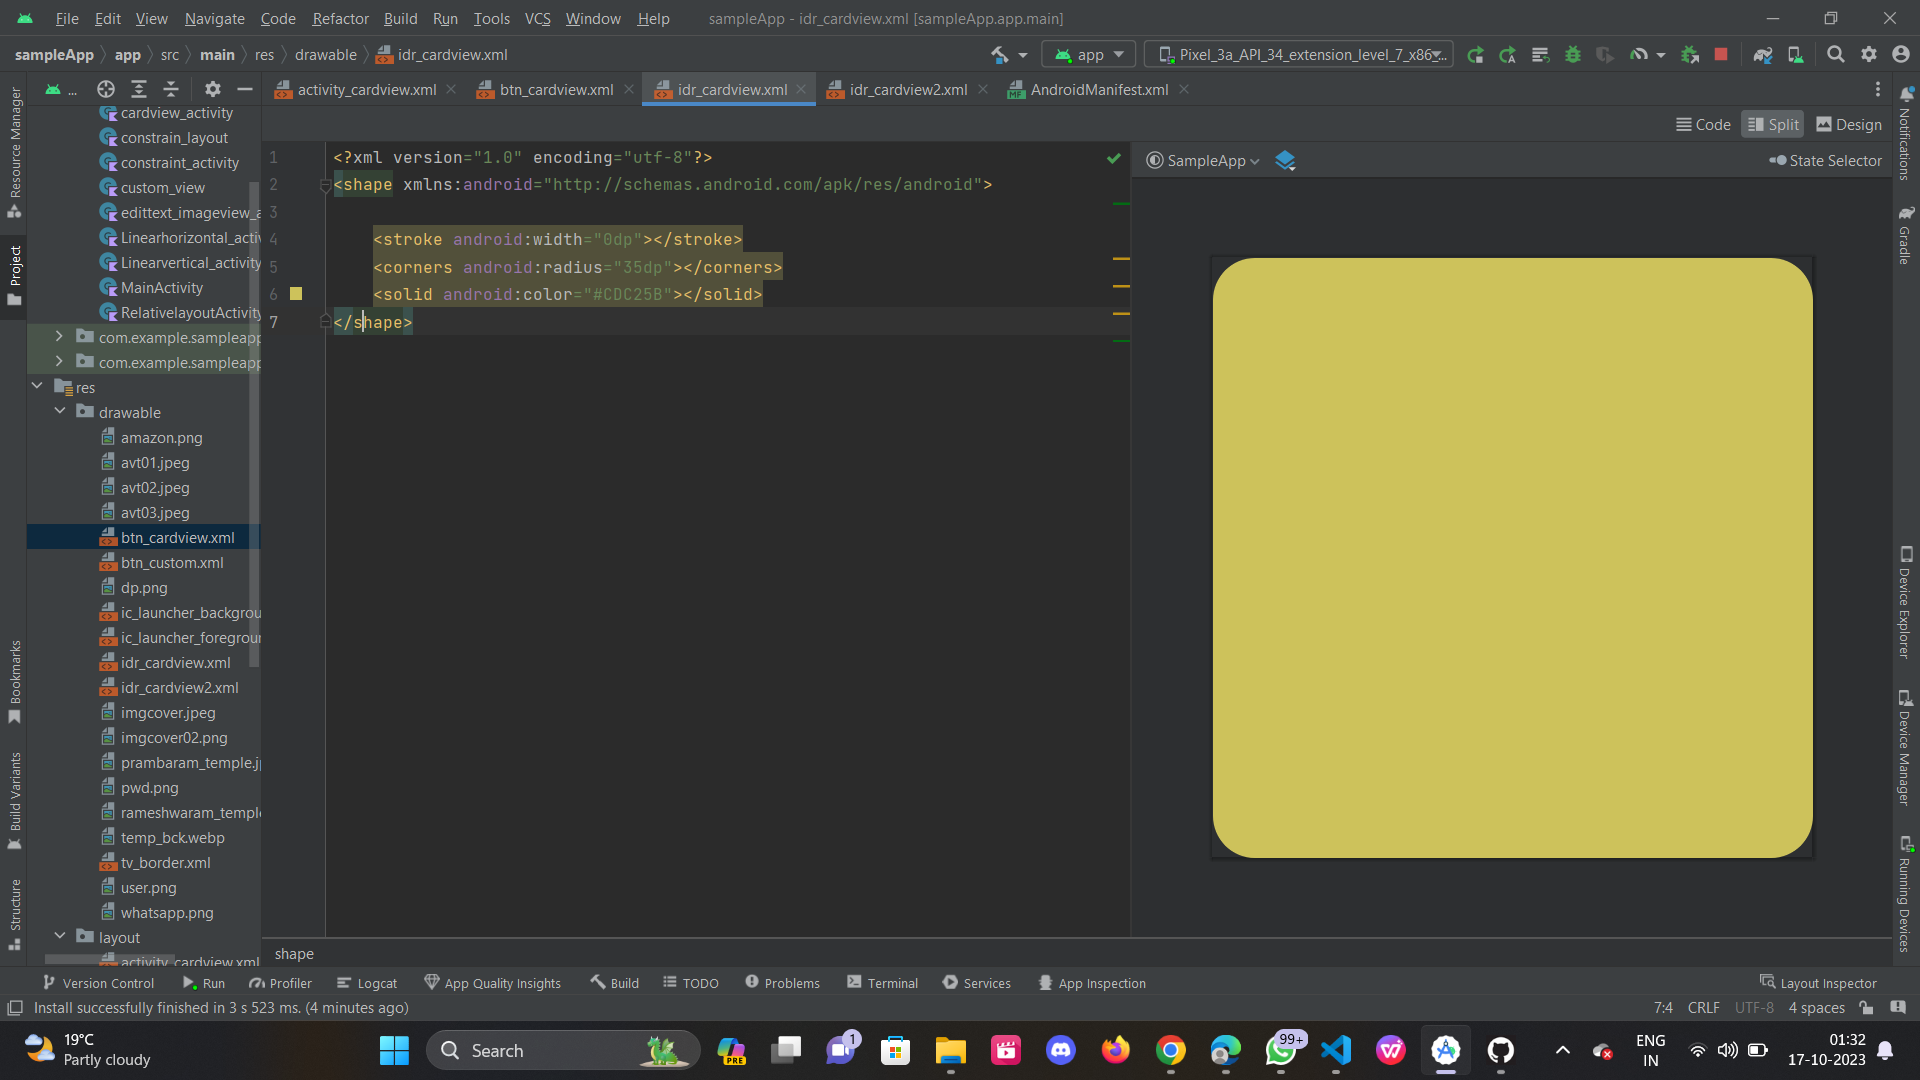 File Edit View Navigate Code Refactor Build Run Tools VCS Window Help sampleApp - idr_cardview.xml [sampleApp.app.main]
sampleApp app src main res drawable idr_cardview.xml app Pixel_3a_API_34_extension_level_7_x86...
... activity_cardview.xml btn_cardview.xml idr_cardview.xml idr_cardview2.xml AndroidManifest.xml
Code Split Design
SampleApp State Selector
Resource Manager
Project
Bookmarks
Build Variants
Structure
cardview_activity
constrain_layout
constraint_activity
custom_view
edittext_imageview_a
Linearhorizontal_activ
Linearvertical_activity
MainActivity
RelativelayoutActivity
com.example.sampleapp
com.example.sampleapp
res
drawable
amazon.png
avt01.jpeg
avt02.jpeg
avt03.jpeg
btn_cardview.xml
btn_custom.xml
dp.png
ic_launcher_backgrou
ic_launcher_foregroun
idr_cardview.xml
idr_cardview2.xml
imgcover.jpeg
imgcover02.png
prambaram_temple.j
pwd.png
rameshwaram_temple
temp_bck.webp
tv_border.xml
user.png
whatsapp.png
layout
activity_cardview.xml
1 <?xml version="1.0" encoding="utf-8"?>
2 <shape xmlns:android="http://schemas.android.com/apk/res/android">
3
4 <stroke android:width="0dp"></stroke>
5 <corners android:radius="35dp"></corners>
6 <solid android:color="#CDC25B"></solid>
7 </shape>
shape
Notifications
Gradle
Device Explorer
Device Manager
Running Devices
Version Control Run Profiler Logcat App Quality Insights Build TODO Problems Terminal Services App Inspection Layout Inspector
Install successfully finished in 3 s 523 ms. (4 minutes ago) 7:4 CRLF UTF-8 4 spaces
19°C
Partly cloudy
Search
PRE
1
99+
ENG
IN
01:32
17-10-2023